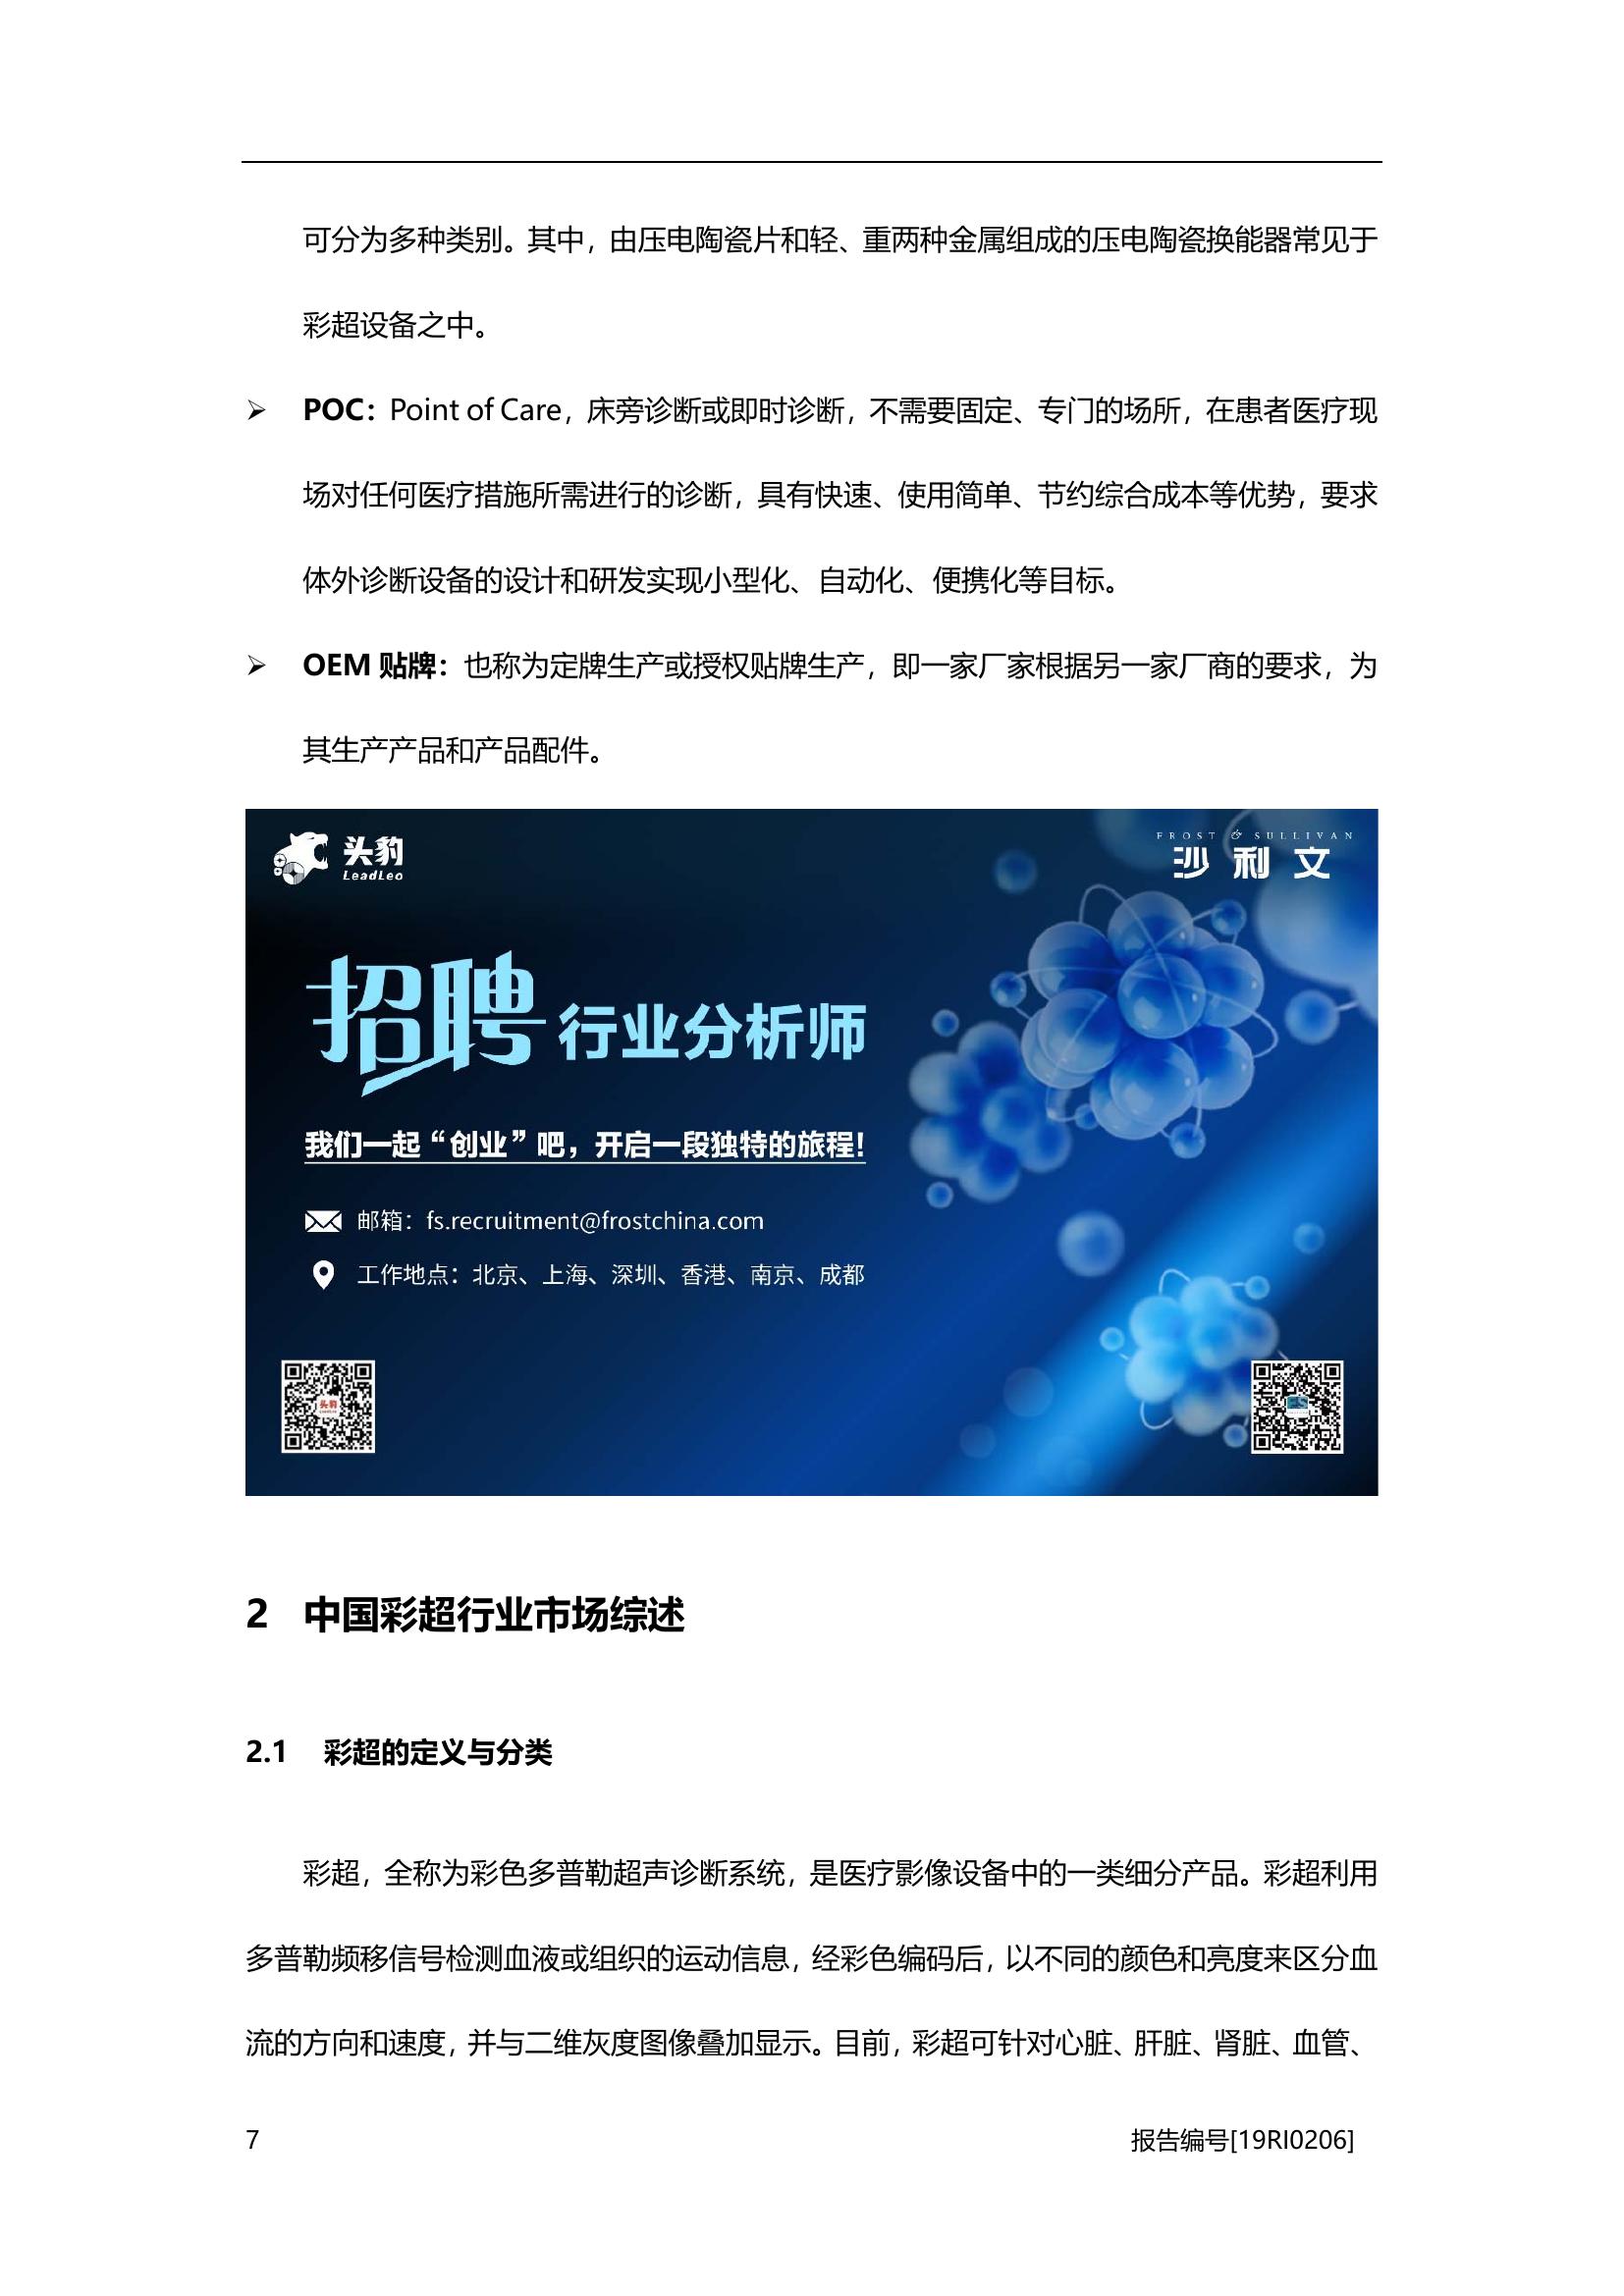 可分为多种类别。其中，由压电陶瓷片和轻、重两种金属组成的压电陶瓷换能器常见于
彩超设备之中。
➢ POC：Point of Care，床旁诊断或即时诊断，不需要固定、专门的场所，在患者医疗现
场对任何医疗措施所需进行的诊断，具有快速、使用简单、节约综合成本等优势，要求
体外诊断设备的设计和研发实现小型化、自动化、便携化等目标。
➢ OEM 贴牌：也称为定牌生产或授权贴牌生产，即一家厂家根据另一家厂商的要求，为
其生产产品和产品配件。
头豹
LeadLeo
FROST & SULLIVAN
沙利文
招聘 行业分析师
我们一起“创业”吧，开启一段独特的旅程！
邮箱：fs.recruitment@frostchina.com
工作地点：北京、上海、深圳、香港、南京、成都
头豹
FS
2 中国彩超行业市场综述
2.1 彩超的定义与分类
彩超，全称为彩色多普勒超声诊断系统，是医疗影像设备中的一类细分产品。彩超利用
多普勒频移信号检测血液或组织的运动信息，经彩色编码后，以不同的颜色和亮度来区分血
流的方向和速度，并与二维灰度图像叠加显示。目前，彩超可针对心脏、肝脏、肾脏、血管、
7 报告编号[19RI0206]